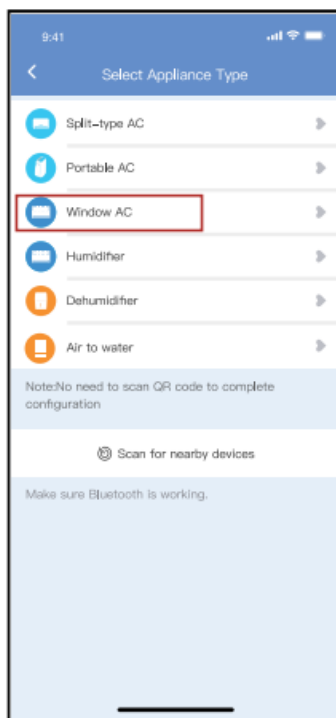 9:41
Select Appliance Type
Split-type AC
Portable AC
Window AC
Humidifier
Dehumidifier
Air to water
Note:No need to scan QR code to complete
configuration
Scan for nearby devices
Make sure Bluetooth is working.